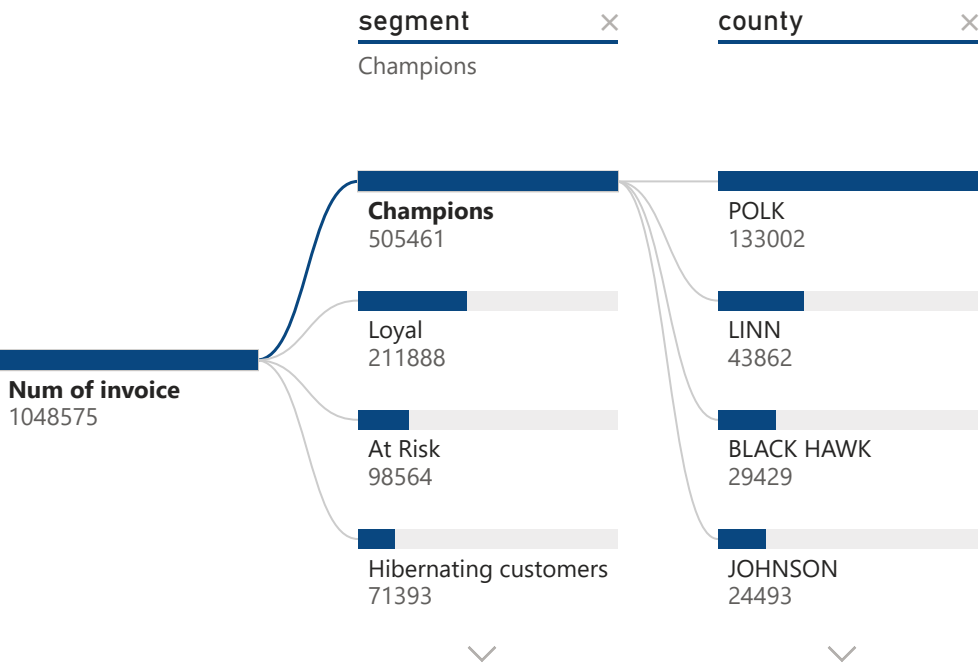 segment
county
Champions
Num of invoice
1048575
Champions
505461
Loyal
211888
At Risk
98564
Hibernating customers
71393
POLK
133002
LINN
43862
BLACK HAWK
29429
JOHNSON
24493